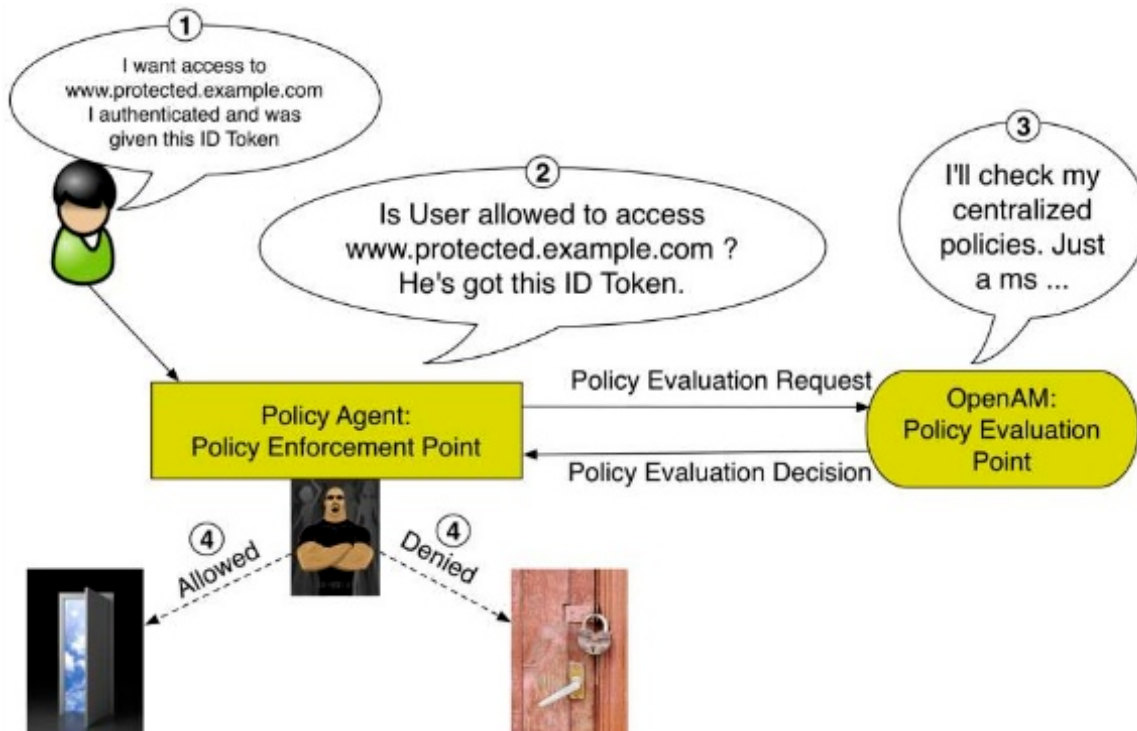 1
I want access to
www.protected.example.com
I authenticated and was
given this ID Token
2
Is User allowed to access
www.protected.example.com ?
He's got this ID Token.
3
I'll check my
centralized
policies. Just
a ms ...
Policy Agent:
Policy Enforcement Point
Policy Evaluation Request
Policy Evaluation Decision
OpenAM:
Policy Evaluation
Point
4
Allowed
4
Denied